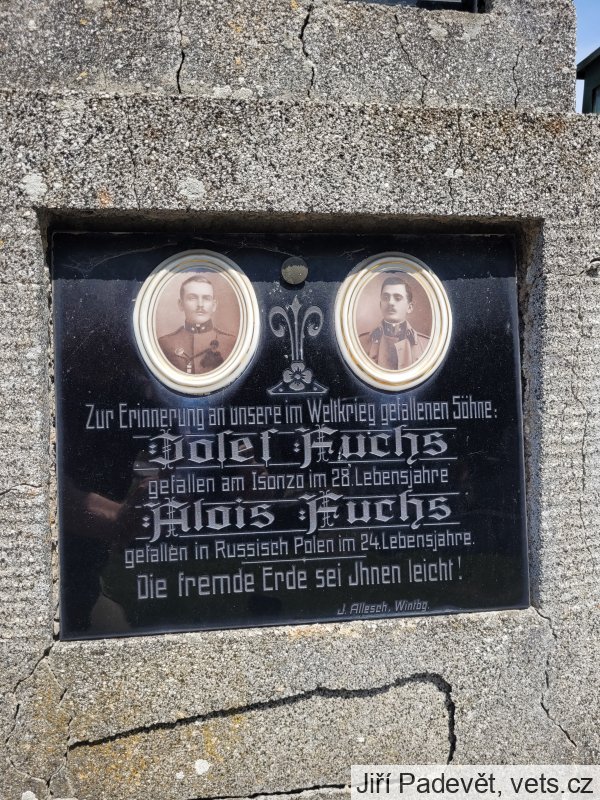 Zur Erinnerung an unsere im Weltkrieg gefallenen Söhne:
Josef Fuchs
gefallen am Isonzo im 28. Lebensjahre
Alois Fuchs
gefallen in Russisch Polen im 24. Lebensjahre.
Die fremde Erde sei Jhnen leicht!
J. Allesch, Wintbg.
Jiří Padevět, vets.cz